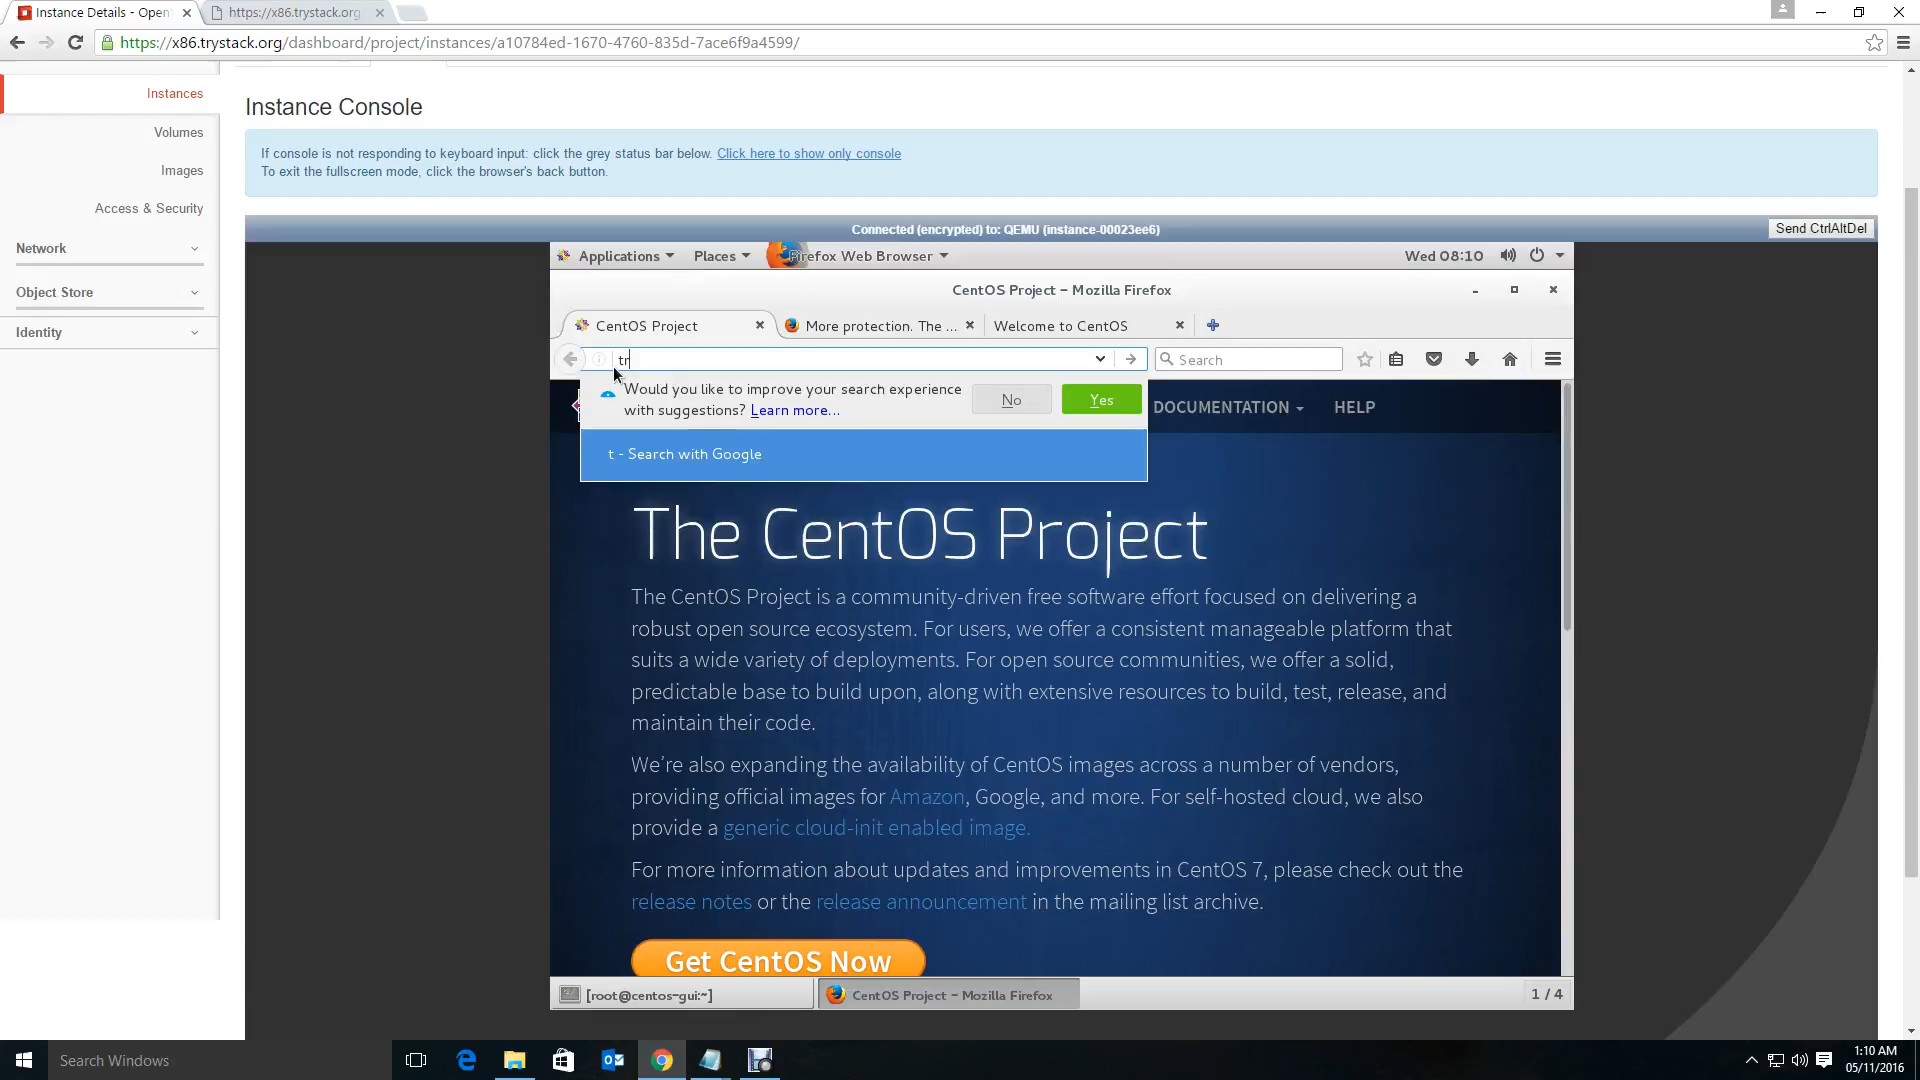 Instance Details - Open
https://x86.trystack.org
https://x86.trystack.org/dashboard/project/instances/a10784ed-1670-4760-835d-7ace6f9a4599/
Instances
Volumes
Images
Access & Security
Network
Object Store
Identity
Instance Console
If console is not responding to keyboard input: click the grey status bar below. Click here to show only console
To exit the fullscreen mode, click the browser's back button.
Connected (encrypted) to: QEMU (instance-00023ee6)
Send CtrlAltDel
Applications
Places
Firefox Web Browser
Wed 08:10
CentOS Project - Mozilla Firefox
CentOS Project
More protection. The ...
Welcome to CentOS
tr
Search
Would you like to improve your search experience
with suggestions? Learn more...
No
Yes
t - Search with Google
DOCUMENTATION
HELP
The CentOS Project
The CentOS Project is a community-driven free software effort focused on delivering a
robust open source ecosystem. For users, we offer a consistent manageable platform that
suits a wide variety of deployments. For open source communities, we offer a solid,
predictable base to build upon, along with extensive resources to build, test, release, and
maintain their code.
We're also expanding the availability of CentOS images across a number of vendors,
providing official images for Amazon, Google, and more. For self-hosted cloud, we also
provide a generic cloud-init enabled image.
For more information about updates and improvements in CentOS 7, please check out the
release notes or the release announcement in the mailing list archive.
Get CentOS Now
[root@centos-gui:~]
CentOS Project - Mozilla Firefox
1 / 4
Search Windows
1:10 AM
05/11/2016